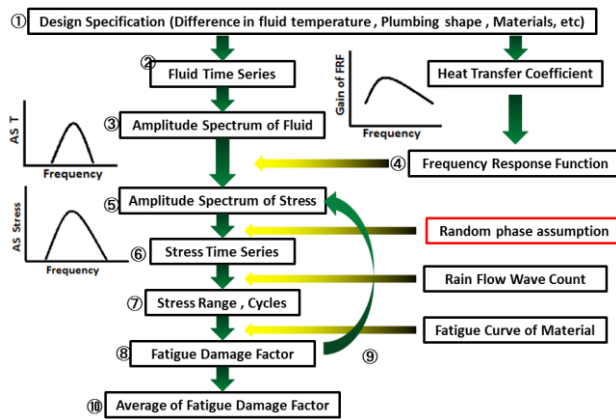 ① Design Specification (Difference in fluid temperature , Plumbing shape , Materials, etc)
② Fluid Time Series
Heat Transfer Coefficient
Gain of FRF
Frequency
③ Amplitude Spectrum of Fluid
AS T
Frequency
④ Frequency Response Function
⑤ Amplitude Spectrum of Stress
AS Stress
Frequency
Random phase assumption
⑥ Stress Time Series
Rain Flow Wave Count
⑦ Stress Range , Cycles
Fatigue Curve of Material
⑧ Fatigue Damage Factor
⑨
⑩ Average of Fatigue Damage Factor